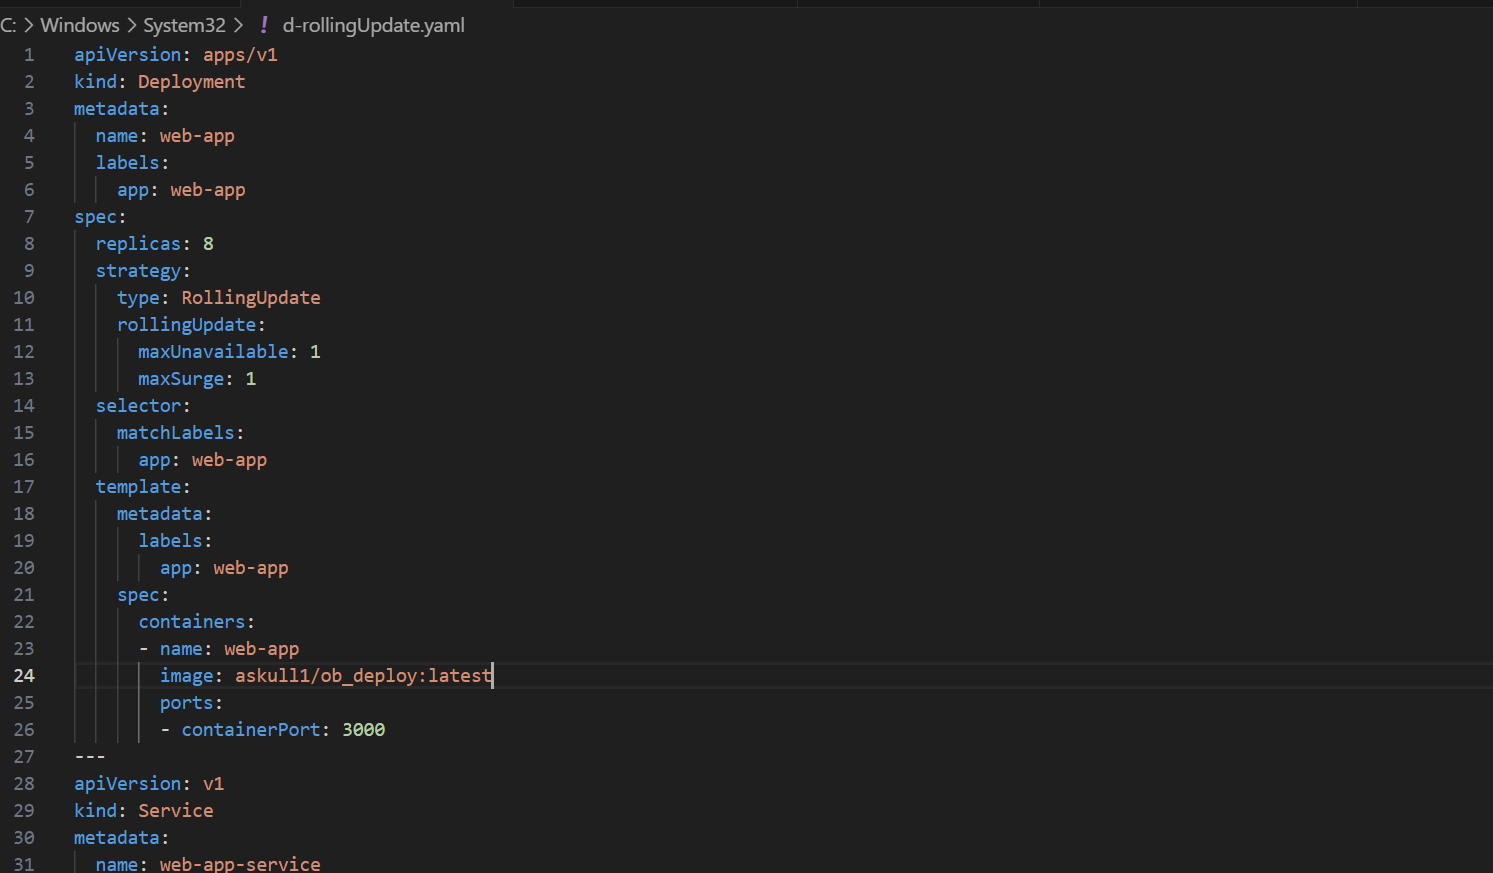 C: > Windows > System32 > ! d-rollingUpdate.yaml
1 apiVersion: apps/v1
2 kind: Deployment
3 metadata:
4   name: web-app
5   labels:
6     app: web-app
7 spec:
8   replicas: 8
9   strategy:
10     type: RollingUpdate
11     rollingUpdate:
12       maxUnavailable: 1
13       maxSurge: 1
14   selector:
15     matchLabels:
16       app: web-app
17   template:
18     metadata:
19       labels:
20         app: web-app
21     spec:
22       containers:
23       - name: web-app
24         image: askull1/ob_deploy:latest
25         ports:
26         - containerPort: 3000
27 ---
28 apiVersion: v1
29 kind: Service
30 metadata:
31   name: web-app-service